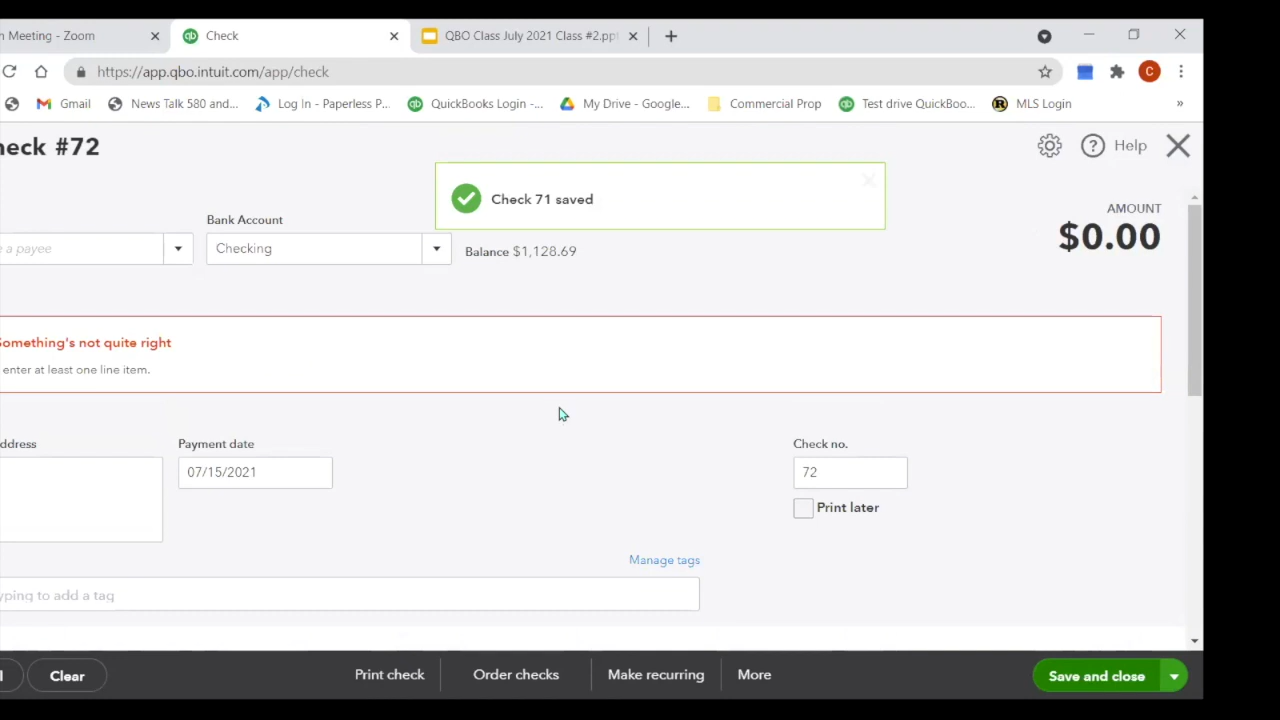 n Meeting - Zoom
Check
QBO Class July 2021 Class #2.ppt
https://app.qbo.intuit.com/app/check
C
Gmail
News Talk 580 and...
Log In - Paperless P...
QuickBooks Login -...
My Drive - Google...
Commercial Prop
Test drive QuickBoo...
R
MLS Login
»
heck #72
Help
Check 71 saved
AMOUNT
$0.00
Bank Account
e a payee
Checking
Balance $1,128.69
Something's not quite right
enter at least one line item.
ddress
Payment date
Check no.
07/15/2021
72
Print later
Manage tags
yping to add a tag
l
Clear
Print check
Order checks
Make recurring
More
Save and close